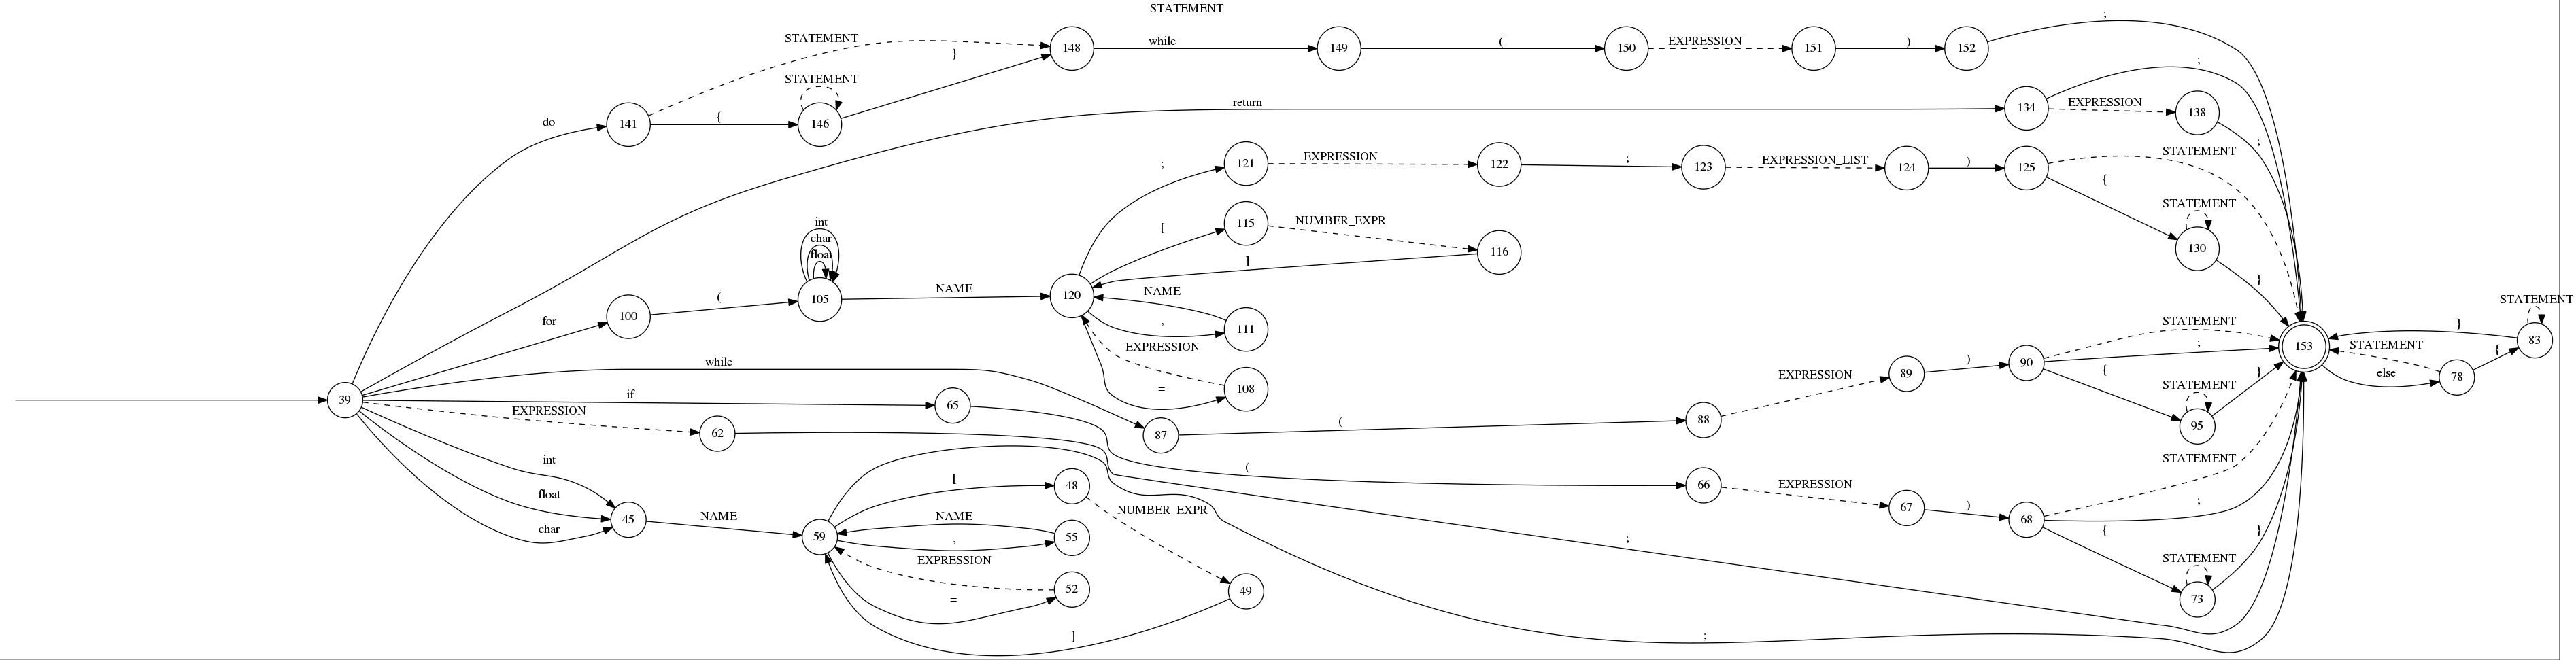 STATEMENT
;
STATEMENT
148
while
149
(
150
EXPRESSION
151
)
152
}
;
STATEMENT
do
141
{
146
return
134
EXPRESSION
138
;
;
121
EXPRESSION
122
;
123
EXPRESSION_LIST
124
)
125
STATEMENT
{
STATEMENT
130
}
int
char
float
105
[
115
NUMBER_EXPR
116
]
for
100
(
NAME
120
NAME
,
111
EXPRESSION
=
108
while
39
if
65
EXPRESSION
62
87
(
88
EXPRESSION
89
)
90
STATEMENT
;
{
STATEMENT
95
}
153
STATEMENT
else
78
{
}
STATEMENT
83
(
66
EXPRESSION
67
)
68
STATEMENT
;
{
STATEMENT
73
}
int
float
char
45
NAME
59
[
48
NUMBER_EXPR
49
NAME
,
55
EXPRESSION
=
52
]
;
;